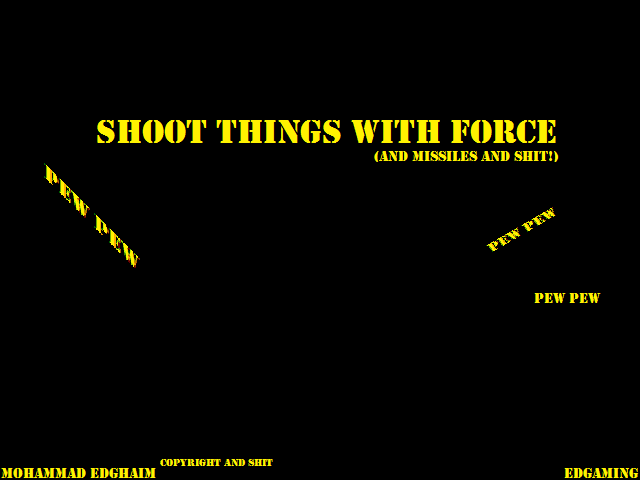 SHOOT THINGS WITH FORCE
(AND MISSILES AND SHIT!)
PEW PEW
PEW PEW
PEW PEW
COPYRIGHT AND SHIT
MOHAMMAD EDGHAIM
EDGAMING